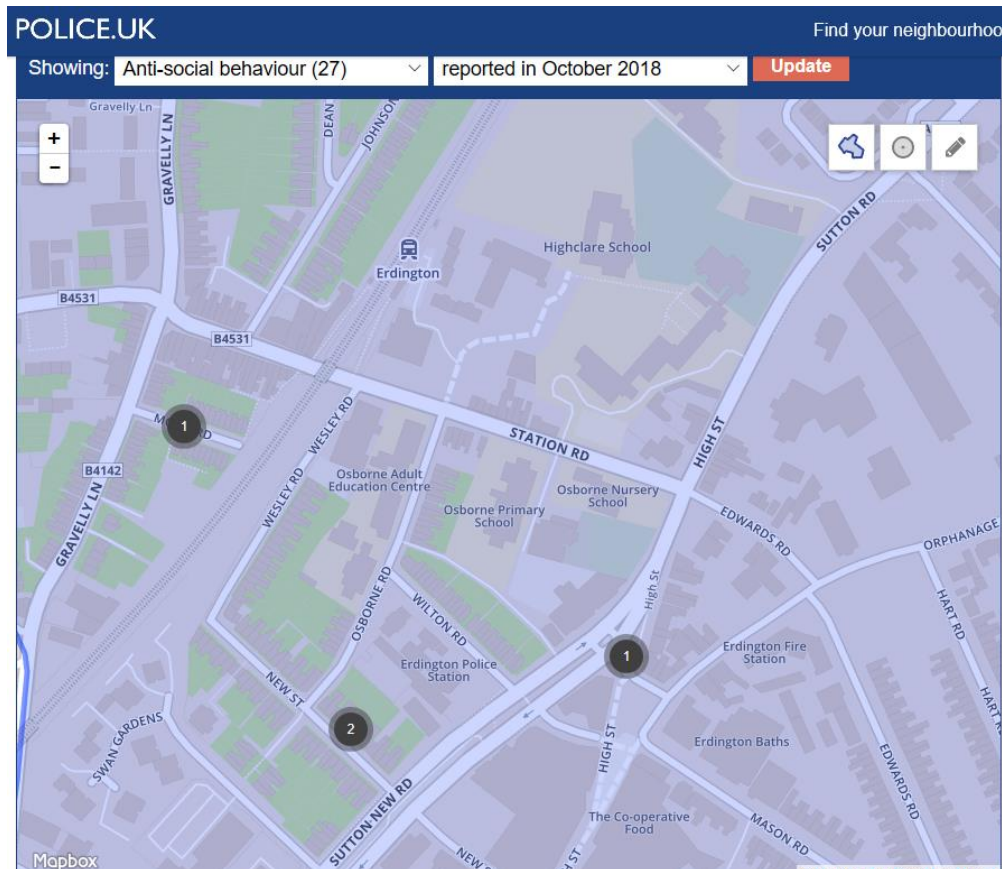 POLICE.UK
Find your neighbourhoo
Showing:
Anti-social behaviour (27)
reported in October 2018
Update
Gravelly Ln
GRAVELLY LN
DEAN
JOHNSON
+
−
SUTTON RD
Highclare School
Erdington
B4531
B4531
1
WESLEY RD
WESLEY RD
STATION RD
HIGH ST
B4142
GRAVELLY LN
Osborne Adult
Education Centre
Osborne Primary
School
Osborne Nursery
School
EDWARDS RD
ORPHANAGE
HART RD
HART R
OSBORNE RD
WILTON RD
High St
1
Erdington Fire
Station
Erdington Police
Station
NEW ST
2
SWAN GARDENS
HIGH ST
Erdington Baths
EDWARDS RD
SUTTON NEW RD
The Co-operative
Food
MASON RD
NEW
ST
Mapbox